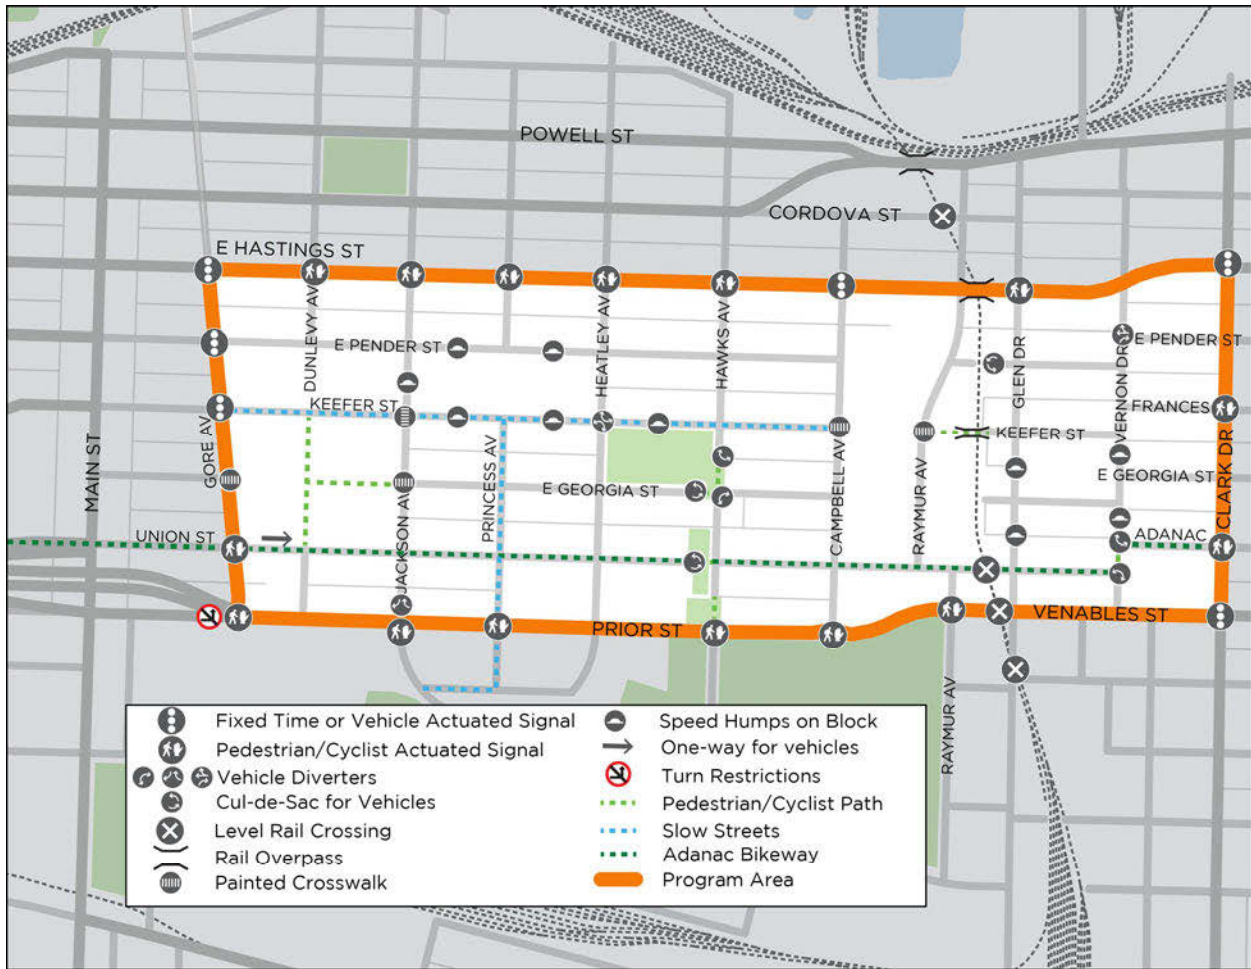 POWELL ST
CORDOVA ST
E HASTINGS ST
DUNLEVY AV
HEATLEY AV
HAWKS AV
E PENDER ST
GLEN DR
VERNON DR
E PENDER ST
KEEFER ST
FRANCES
KEEFER ST
MAIN ST
GORE AV
PRINCESS AV
CAMPBELL AV
RAYMUR AV
CLARK DR
E GEORGIA ST
E GEORGIA ST
UNION ST
JACKSON AV
ADANAC
PRIOR ST
VENABLES ST
RAYMUR AV
Fixed Time or Vehicle Actuated Signal
Pedestrian/Cyclist Actuated Signal
Vehicle Diverters
Cul-de-Sac for Vehicles
Level Rail Crossing
Rail Overpass
Painted Crosswalk
Speed Humps on Block
One-way for vehicles
Turn Restrictions
Pedestrian/Cyclist Path
Slow Streets
Adanac Bikeway
Program Area